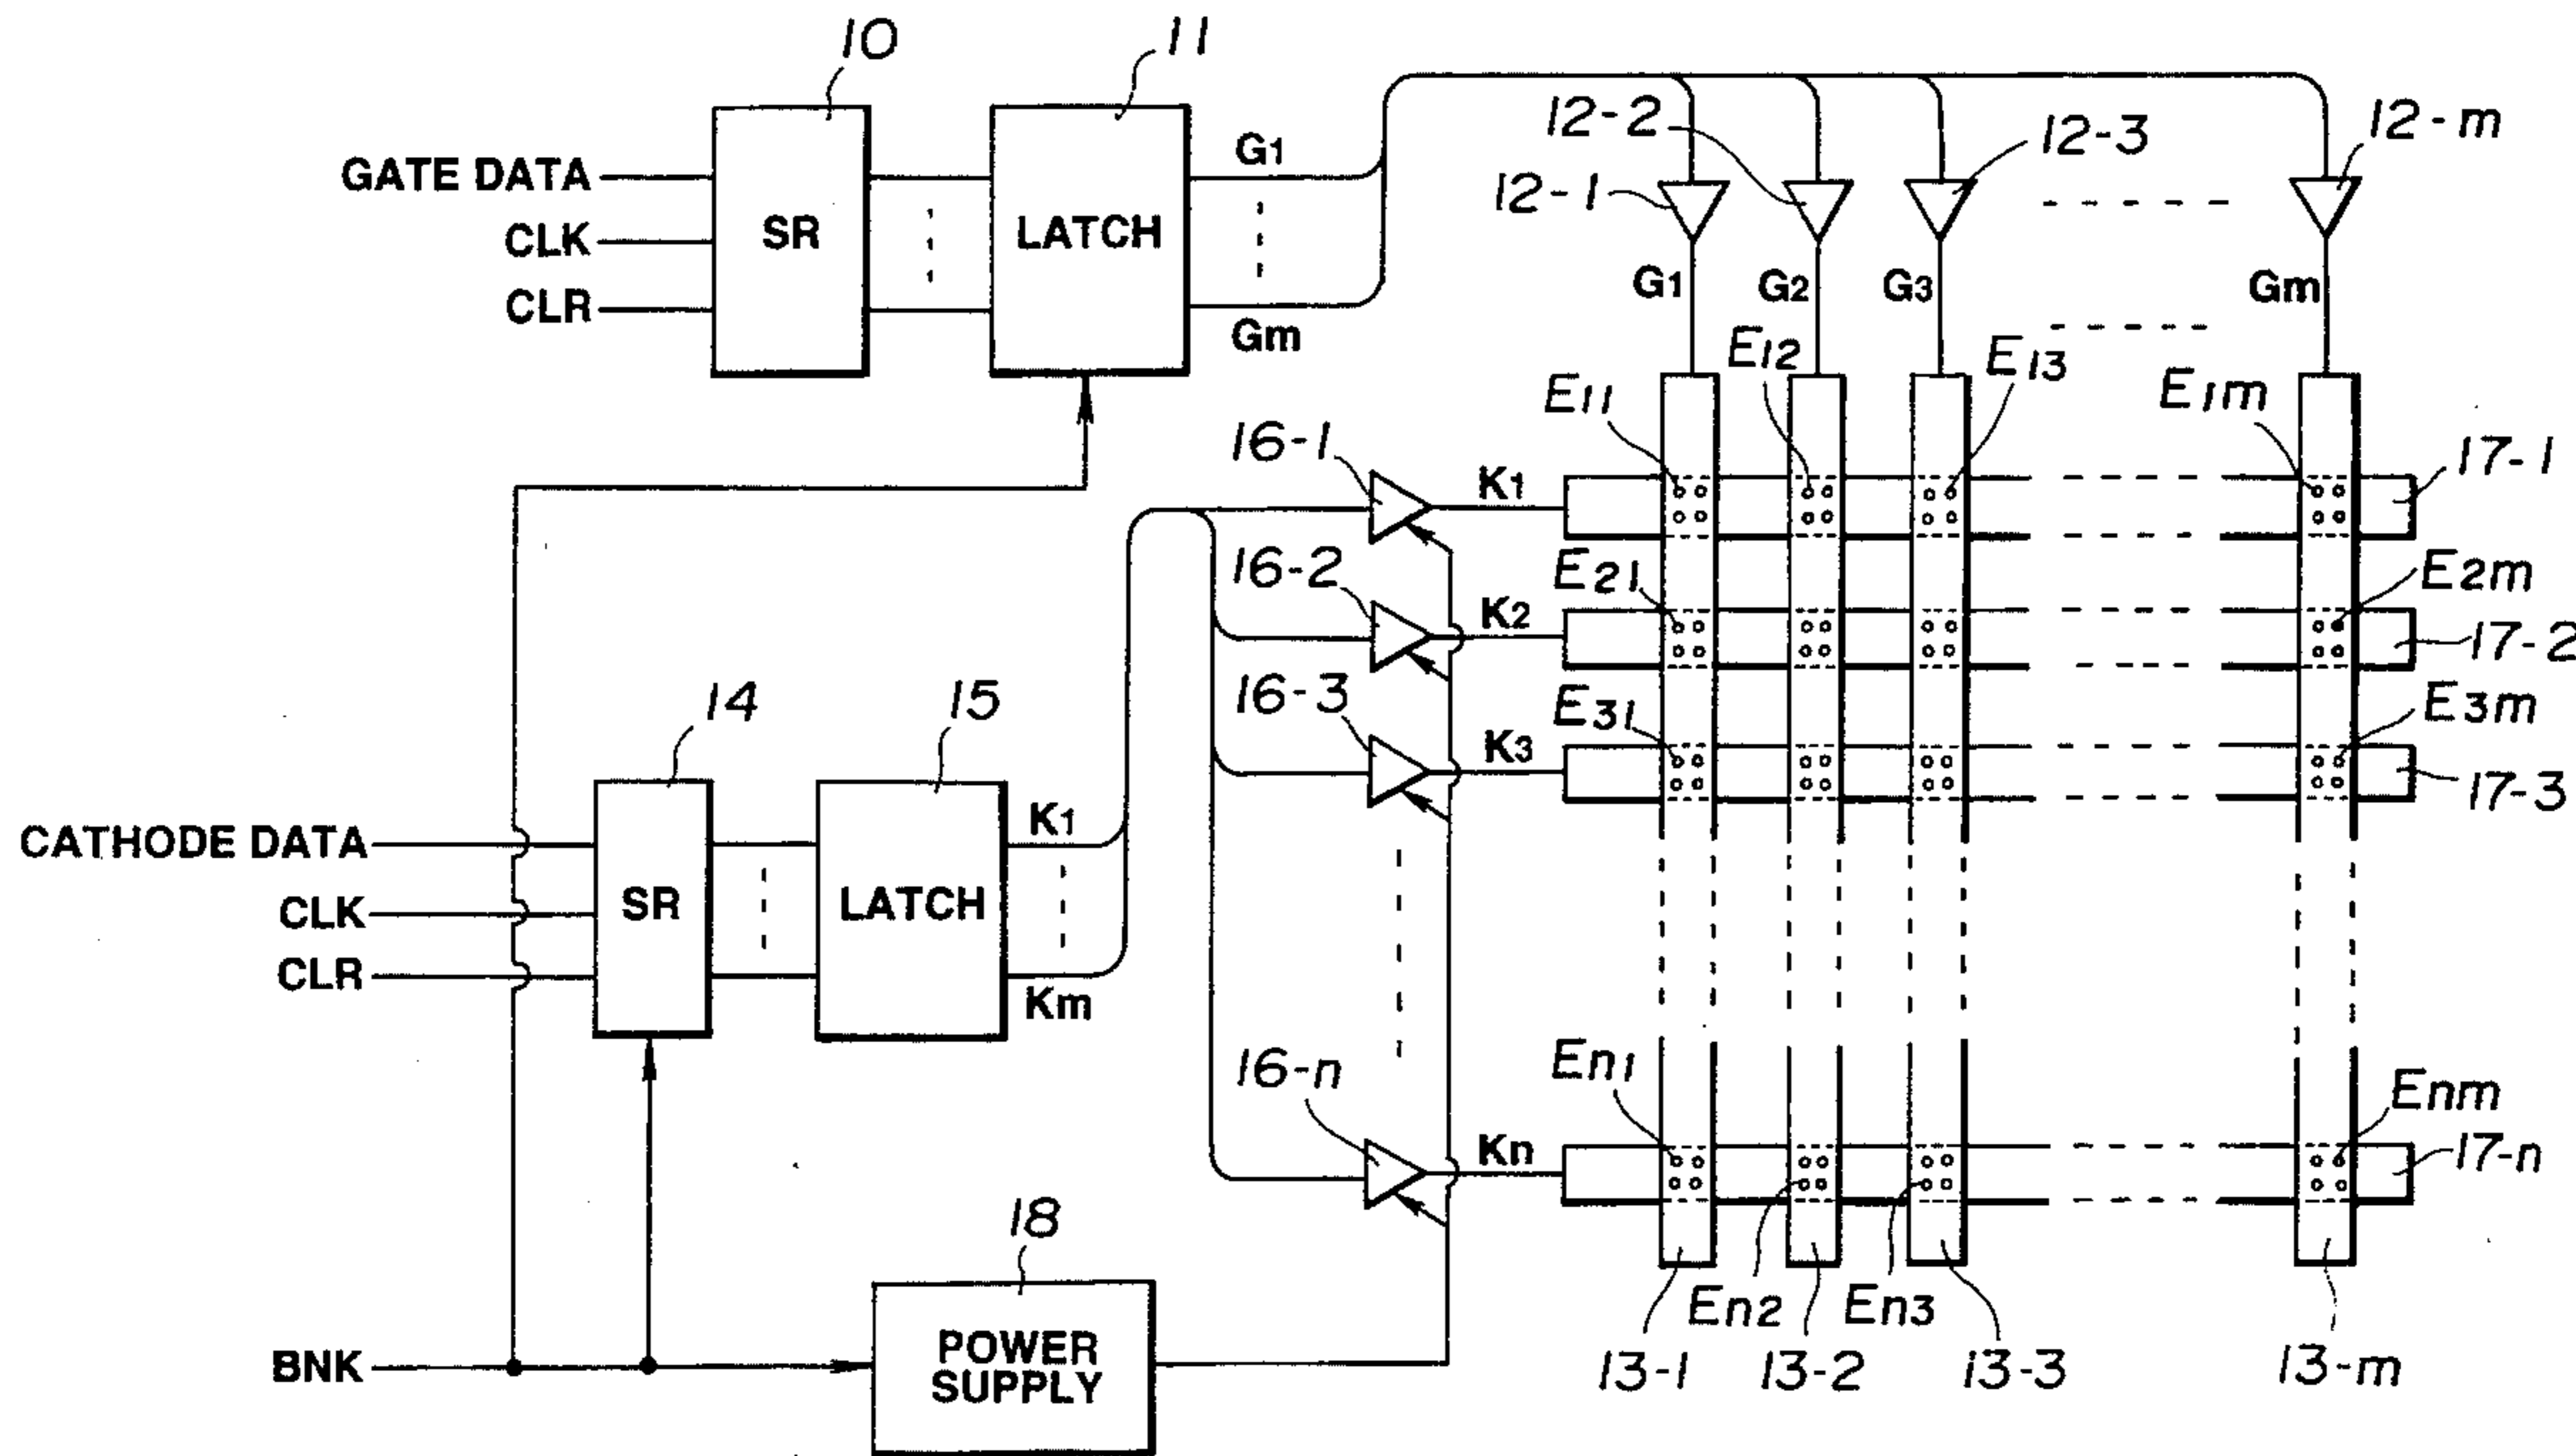 10
11
12-2
12-3
12-m
GATE DATA
G1
12-1
CLK
SR
LATCH
CLR
Gm
G1
G2
G3
Gm
E11
E12
E13
E1m
16-1
K1
17-1
16-2
E21
K2
E2m
17-2
14
15
16-3
E31
K3
E3m
17-3
CATHODE DATA
K1
CLK
SR
LATCH
CLR
Km
16-n
En1
Kn
Enm
17-n
18
En2
En3
BNK
POWER
SUPPLY
13-1
13-2
13-3
13-m